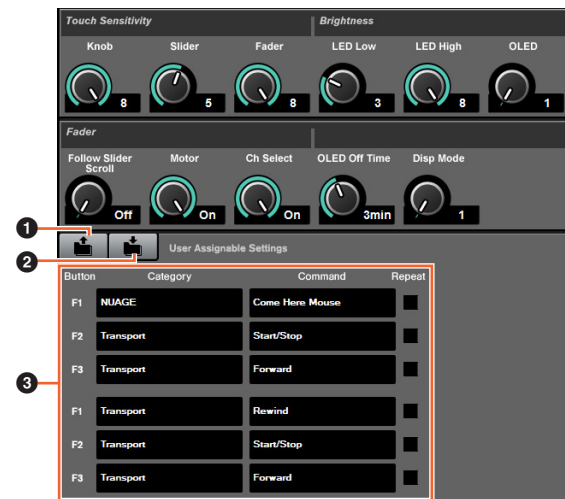 Touch Sensitivity Brightness
Knob Slider Fader LED Low LED High OLED
8 5 8 3 8 1
Fader
Follow Slider Scroll Motor Ch Select OLED Off Time Disp Mode
Off On On 3min 1
1
2
User Assignable Settings
Button Category Command Repeat
F1 NUAGE Come Here Mouse
F2 Transport Start/Stop
3
F3 Transport Forward
F1 Transport Rewind
F2 Transport Start/Stop
F3 Transport Forward